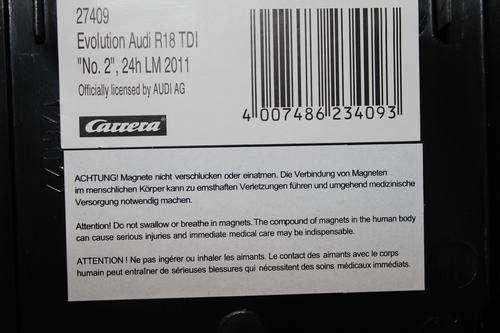 27409
Evolution Audi R18 TDI
"No. 2", 24h LM 2011
Officially licensed by AUDI AG
4 007486 234093
Carrera
ACHTUNG! Magnete nicht verschlucken oder einatmen. Die Verbindung von Magneten
im menschlichen Körper kann zu ernsthaften Verletzungen führen und umgehend medizinische
Versorgung notwendig machen.
Attention! Do not swallow or breathe in magnets. The compound of magnets in the human body
can cause serious injuries and immediate medical care may be indispensable.
ATTENTION ! Ne pas ingérer ou inhaler les aimants. Le contact des aimants avec le corps
humain peut entraîner de sérieuses blessures qui nécessitent des soins médicaux immédiats.